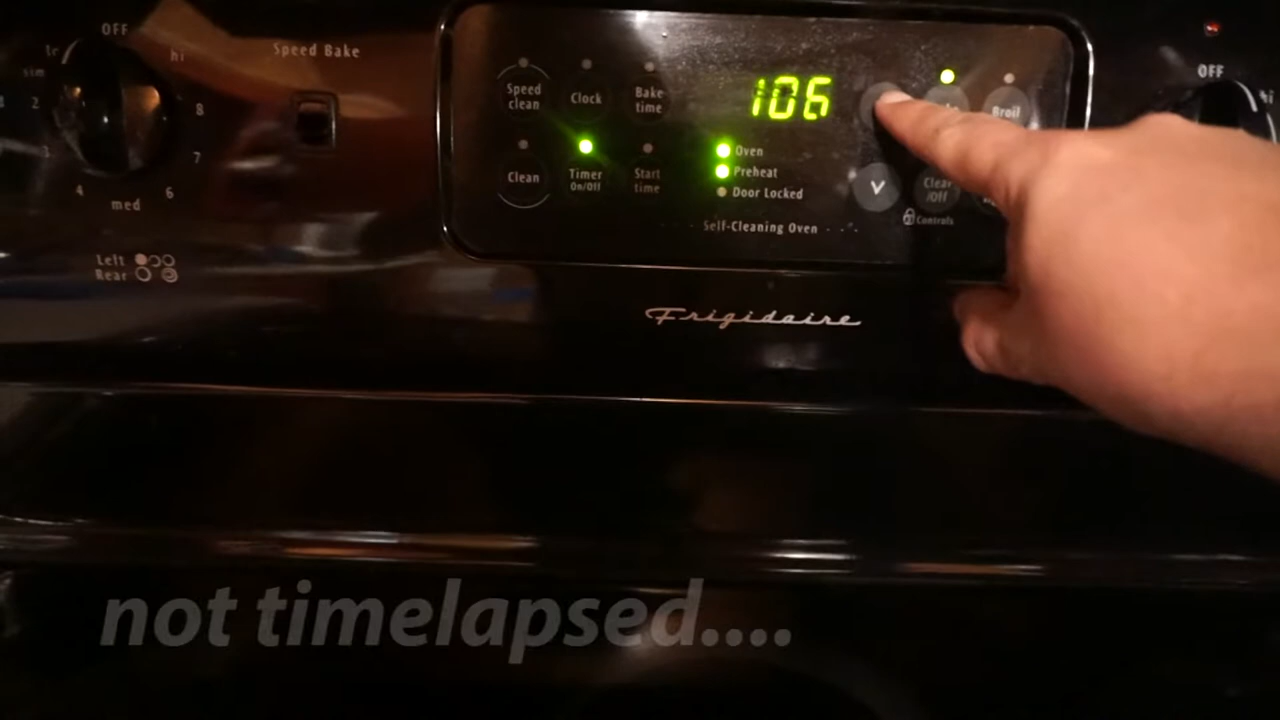 OFF
hi
8
7
6
med
4
3
2
sim
Speed Bake
Left
Rear
Speed
clean
Clock
Bake
time
106
Broil
Clean
Timer
On/Off
Start
time
Oven
Preheat
Door Locked
Self-Cleaning Oven
V
Clear
/Off
Controls
OFF
hi
Frigidaire
not timelapsed....